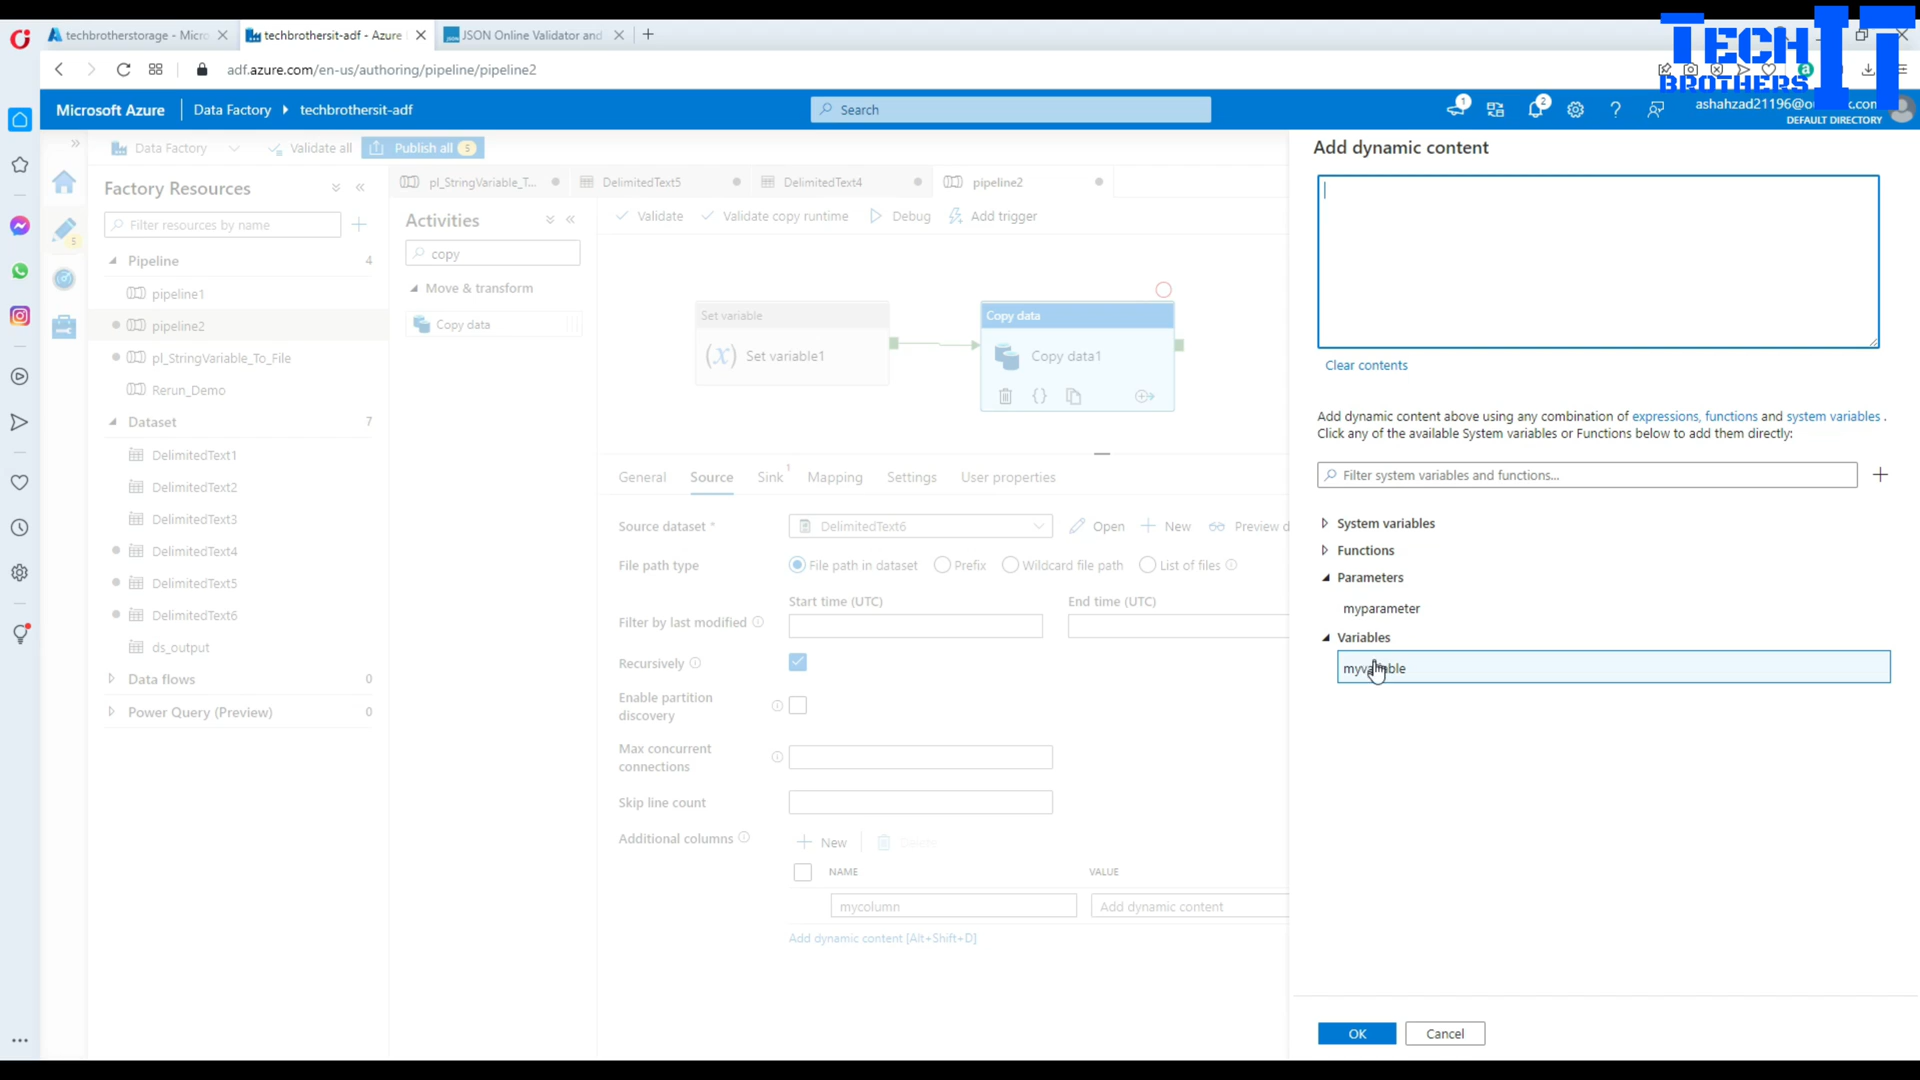 techbrotherstorage - Micro
techbrothersit-adf - Azure
JSON Online Validator and
TECH IT
BROTHERS
adf.azure.com/en-us/authoring/pipeline/pipeline2
Microsoft Azure
Data Factory
techbrothersit-adf
Search
1
2
DEFAULT DIRECTORY
Data Factory
Validate all
Publish all 5
Factory Resources
Filter resources by name
Pipeline 4
pipeline1
pipeline2
pl_StringVariable_To_File
Rerun_Demo
Dataset 7
DelimitedText1
DelimitedText2
DelimitedText3
DelimitedText4
DelimitedText5
DelimitedText6
ds_output
Data flows 0
Power Query (Preview) 0
pl_StringVariable_T...
DelimitedText5
DelimitedText4
pipeline2
Activities
copy
Move & transform
Copy data
Validate
Validate copy runtime
Debug
Add trigger
Set variable
(x) Set variable1
Copy data
Copy data1
General
Source
Sink 1
Mapping
Settings
User properties
Source dataset *
DelimitedText6
Open
New
Preview d
File path type
File path in dataset
Prefix
Wildcard file path
List of files
Start time (UTC)
End time (UTC)
Filter by last modified
Recursively
Enable partition
discovery
Max concurrent
connections
Skip line count
Additional columns
New
Delete
NAME
VALUE
mycolumn
Add dynamic content
Add dynamic content [Alt+Shift+D]
Add dynamic content
Clear contents
Add dynamic content above using any combination of expressions, functions and system variables .
Click any of the available System variables or Functions below to add them directly:
Filter system variables and functions...
System variables
Functions
Parameters
myparameter
Variables
myvariable
OK
Cancel